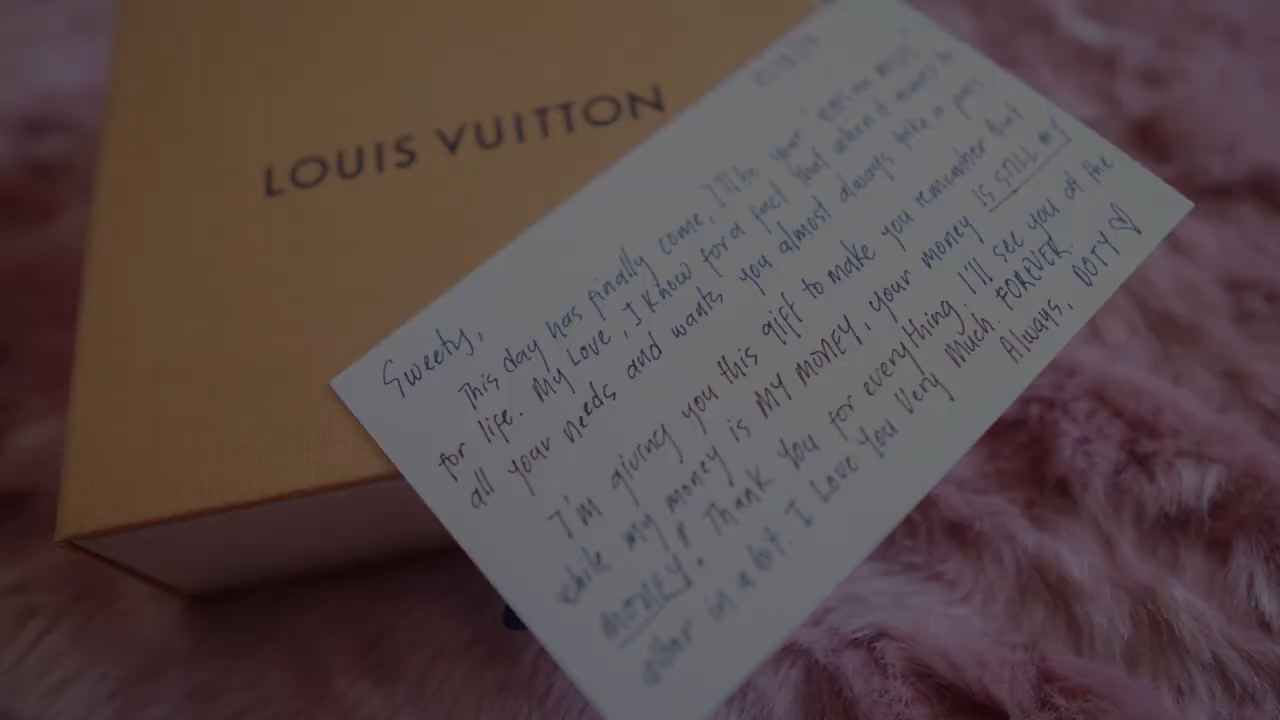 LOUIS VUITTON
Sweety,
This day has finally come, I'll be your
for life. My Love, I know for a fact that when it comes to
all your needs and wants you almost always take a
I'm giving you this gift to make you remember that
while my money is MY MONEY, your money IS STILL MY
MONEY. Thank you for everything. I'll see you at the
altar in a bit. I Love You Very Much. FOREVER.
Always, DOTY ♡